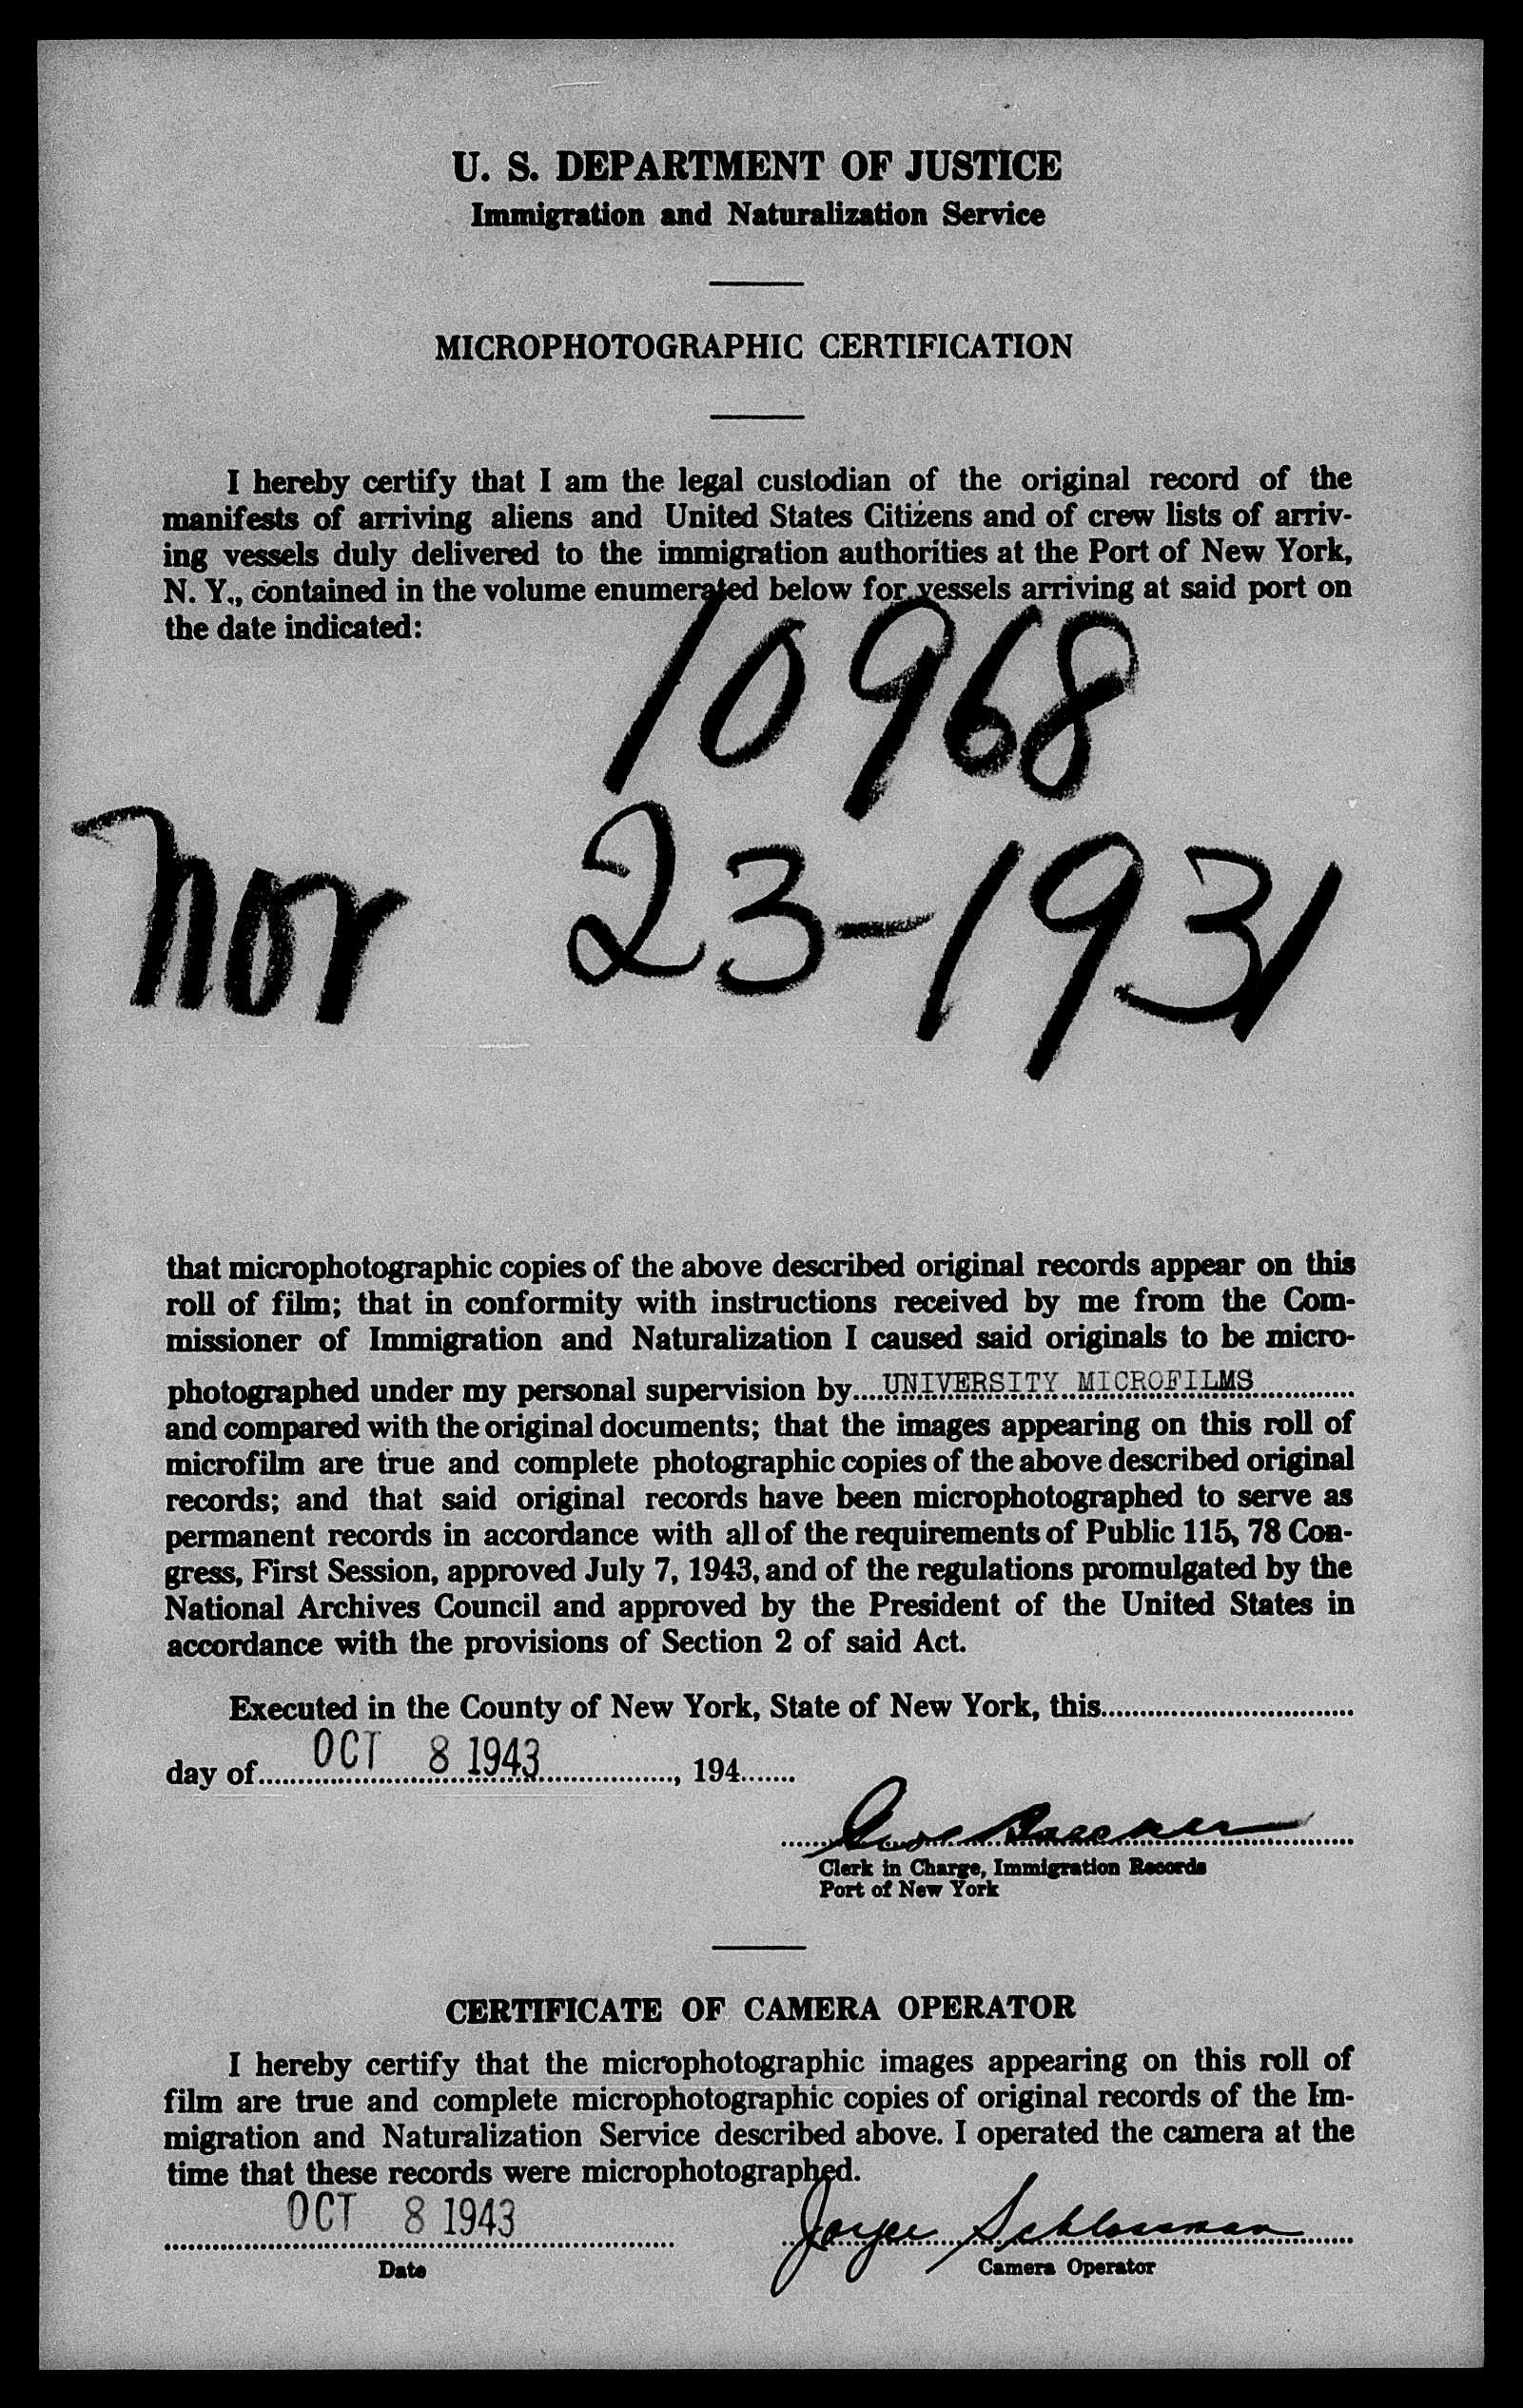 U. S. DEPARTMENT OF JUSTICE
Immigration and Naturalization Service
MICROPHOTOGRAPHIC CERTIFICATION
I hereby certify that I am the legal custodian of the original record of the
manifests of arriving aliens and United States Citizens and of crew lists of arriv-
ing vessels duly delivered to the immigration authorities at the Port of New York,
N. Y., contained in the volume enumerated below for vessels arriving at said port on
the date indicated:
10968
Nov 23-1931
that microphotographic copies of the above described original records appear on this
roll of film; that in conformity with instructions received by me from the Com-
missioner of Immigration and Naturalization I caused said originals to be micro-
photographed under my personal supervision by....UNIVERSITY MICROFILMS
and compared with the original documents; that the images appearing on this roll of
microfilm are true and complete photographic copies of the above described original
records; and that said original records have been microphotographed to serve as
permanent records in accordance with all of the requirements of Public 115, 78 Con-
gress, First Session, approved July 7, 1943, and of the regulations promulgated by the
National Archives Council and approved by the President of the United States in
accordance with the provisions of Section 2 of said Act.
Executed in the County of New York, State of New York, this
day of OCT 8 1943, 194
Clerk in Charge, Immigration Records
Port of New York
CERTIFICATE OF CAMERA OPERATOR
I hereby certify that the microphotographic images appearing on this roll of
film are true and complete microphotographic copies of original records of the Im-
migration and Naturalization Service described above. I operated the camera at the
time that these records were microphotographed.
OCT 8 1943 Joyce Schlossman
Date Camera Operator